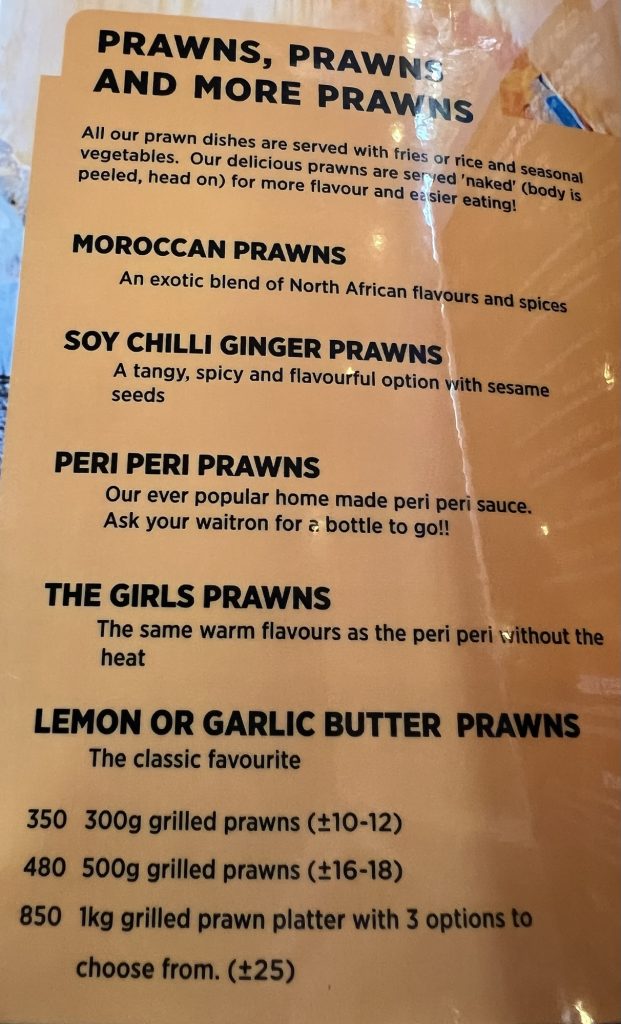 PRAWNS, PRAWNS
AND MORE PRAWNS
All our prawn dishes are served with fries or rice and seasonal
vegetables. Our delicious prawns are served 'naked' (body is
peeled, head on) for more flavour and easier eating!
MOROCCAN PRAWNS
An exotic blend of North African flavours and spices
SOY CHILLI GINGER PRAWNS
A tangy, spicy and flavourful option with sesame
seeds
PERI PERI PRAWNS
Our ever popular home made peri peri sauce.
Ask your waitron for a bottle to go!!
THE GIRLS PRAWNS
The same warm flavours as the peri peri without the
heat
LEMON OR GARLIC BUTTER PRAWNS
The classic favourite
350 300g grilled prawns (±10-12)
480 500g grilled prawns (±16-18)
850 1kg grilled prawn platter with 3 options to
choose from. (±25)